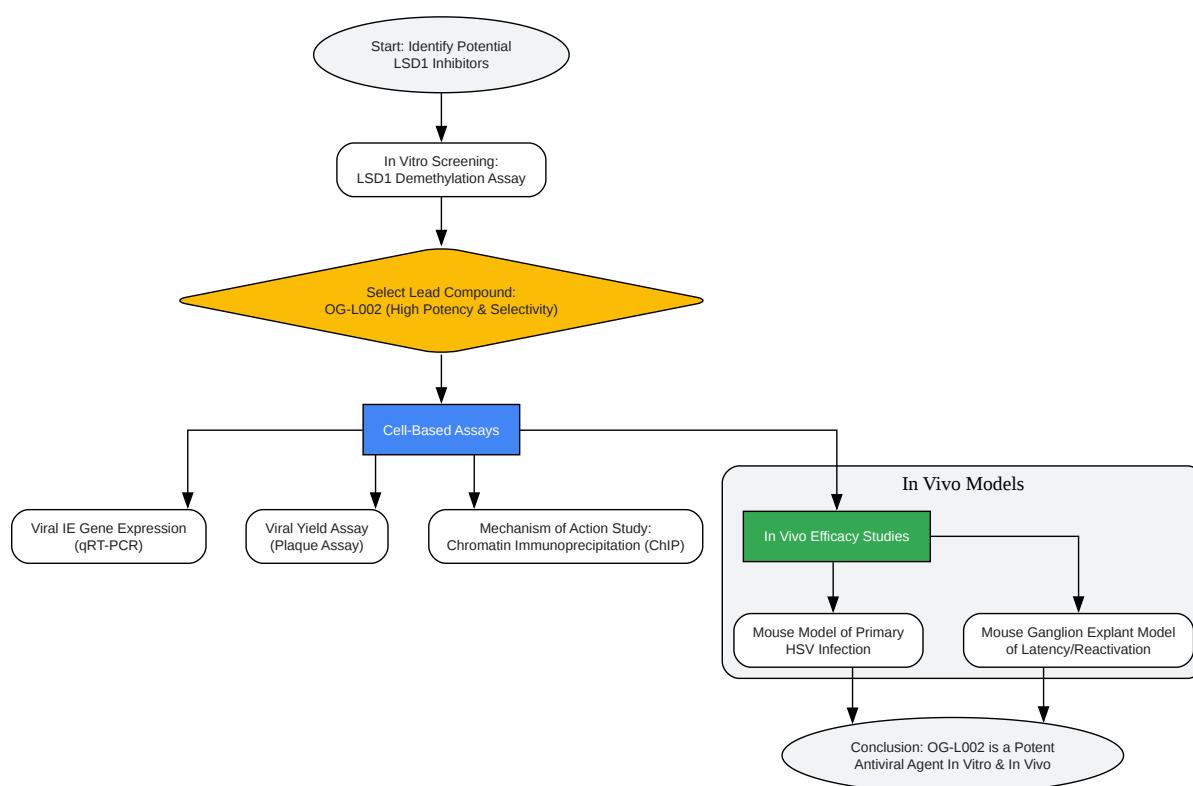 Start: Identify Potential
LSD1 Inhibitors
In Vitro Screening:
LSD1 Demethylation Assay
Select Lead Compound:
OG-L002 (High Potency & Selectivity)
Cell-Based Assays
Viral IE Gene Expression
(qRT-PCR)
Viral Yield Assay
(Plaque Assay)
Mechanism of Action Study:
Chromatin Immunoprecipitation (ChIP)
In Vivo Models
In Vivo Efficacy Studies
Mouse Model of Primary
HSV Infection
Mouse Ganglion Explant Model
of Latency/Reactivation
Conclusion: OG-L002 is a Potent
Antiviral Agent In Vitro & In Vivo